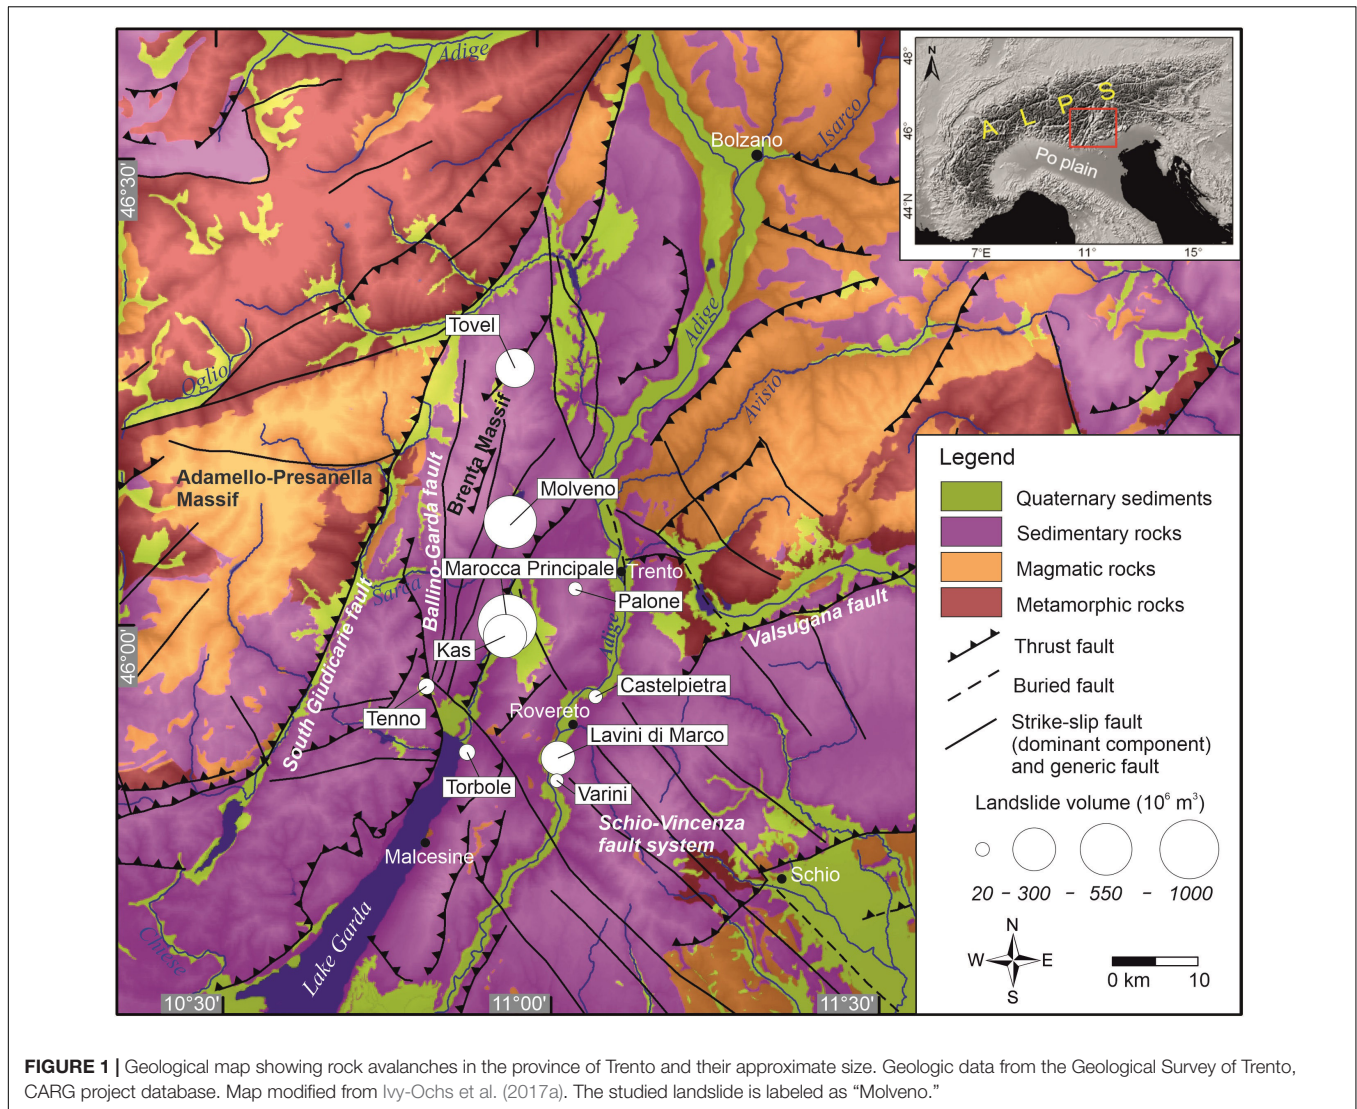 Adige
Bolzano
Isarco
46°30'
Tovel
Adige
Oglio
Avisio
Brenta Massif
Adamello-Presanella
Massif
Ballino-Garda fault
Molveno
Marocca Principale
Trento
Sarca
Palone
Adige
Valsugana fault
46°00'
Kas
South Giudicarie fault
Castelpietra
Tenno
Rovereto
Lavini di Marco
Torbole
Varini
Schio-Vincenza
fault system
Malcesine
Schio
Chiese
Lake Garda
10°30'
11°00'
11°30'
N
48°
46°
44°N
A L P S
Po plain
7°E
11°
15°
Legend
Quaternary sediments
Sedimentary rocks
Magmatic rocks
Metamorphic rocks
Thrust fault
Buried fault
Strike-slip fault
(dominant component)
and generic fault
Landslide volume (10⁶ m³)
20 – 300 – 550 – 1000
N
W E
S
0 km 10
FIGURE 1 | Geological map showing rock avalanches in the province of Trento and their approximate size. Geologic data from the Geological Survey of Trento,
CARG project database. Map modified from Ivy-Ochs et al. (2017a). The studied landslide is labeled as “Molveno.”